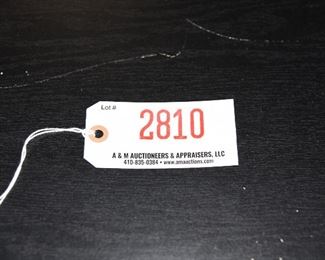 Lot #
2810
A & M AUCTIONEERS & APPRAISERS, LLC
410-835-0384 • www.amauctions.com